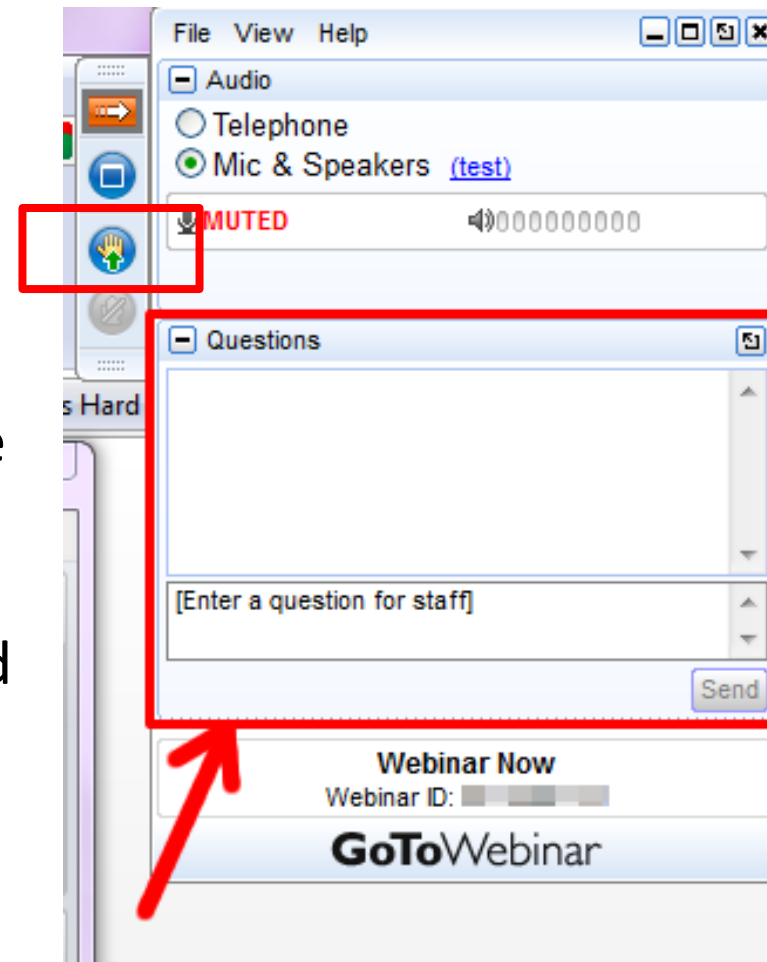 File View Help
Audio
Telephone
Mic & Speakers (test)
MUTED 000000000
Questions
s Hard
e
[Enter a question for staff]
d
Send
Webinar Now
Webinar ID:
GoToWebinar